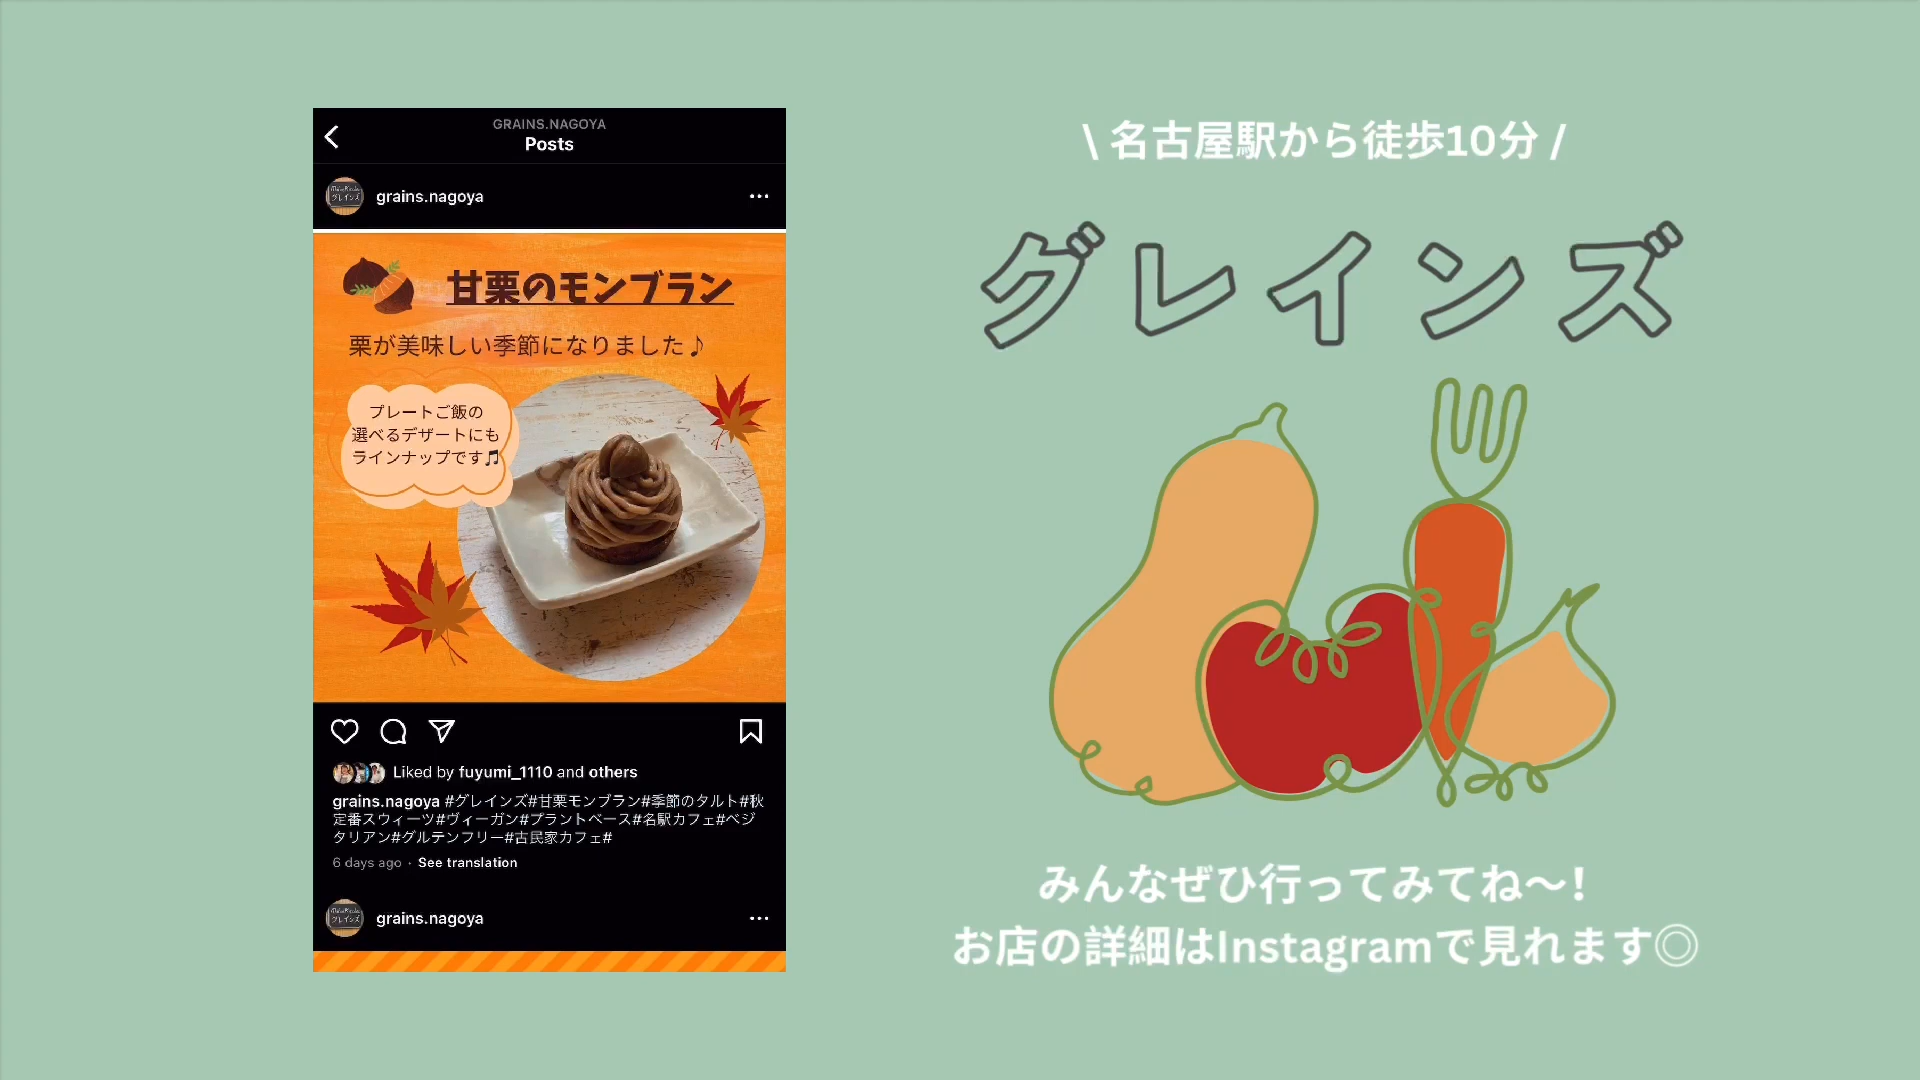 GRAINS.NAGOYA
Posts
grains.nagoya
甘栗のモンブラン
栗が美味しい季節になりました♪
プレートご飯の
選べるデザートにも
ラインナップです🎵
Liked by fuyumi_1110 and others
grains.nagoya #グレインズ#甘栗モンブラン#季節のタルト#秋
定番スウィーツ#ヴィーガン#プラントベース#名駅カフェ#ベジ
タリアン#グルテンフリー#古民家カフェ#
6 days ago · See translation
grains.nagoya
\ 名古屋駅から徒歩10分 /
グレインズ
みんなぜひ行ってみてね〜！
お店の詳細はInstagramで見れます◎